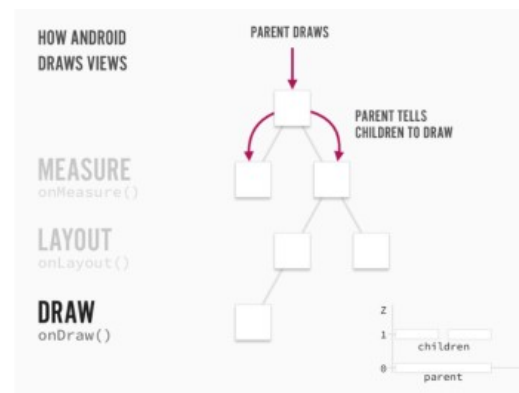 HOW ANDROID
DRAWS VIEWS
PARENT DRAWS
PARENT TELLS
CHILDREN TO DRAW
MEASURE
onMeasure()
LAYOUT
onLayout()
DRAW
onDraw()
Z
1
children
0
parent